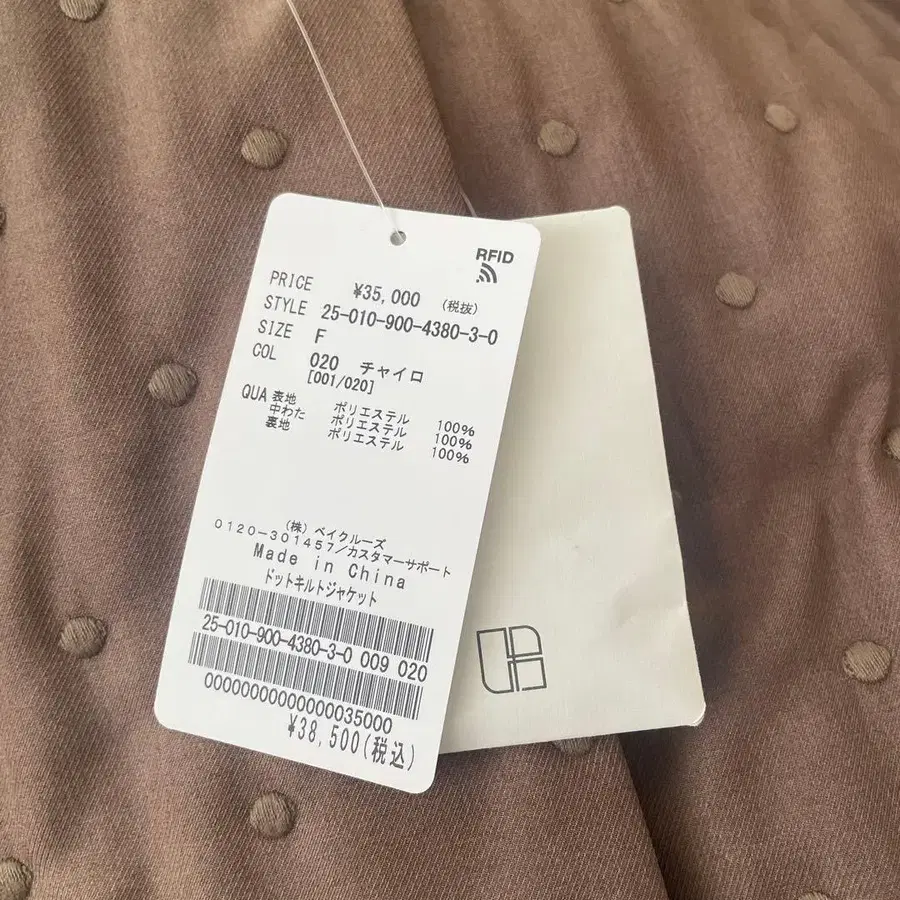 RFID
PRICE ¥35,000 (税抜)
STYLE 25-010-900-4380-3-0
SIZE F
COL 020 チャイロ
[001/020]
QUA 表地 ポリエステル 100%
中わた ポリエステル 100%
裏地 ポリエステル 100%
(株) ベイクルーズ
0120-301457/カスタマーサポート
Made in China
ドットキルトジャケット
25-010-900-4380-3-0 009 020
00000000000000035000
¥38,500(税込)